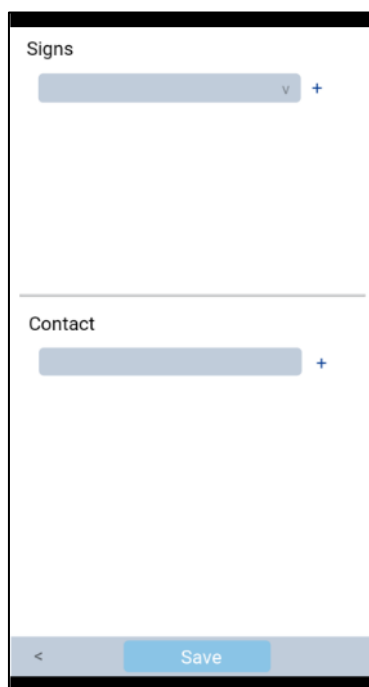 Signs
v +
Contact
+
< Save